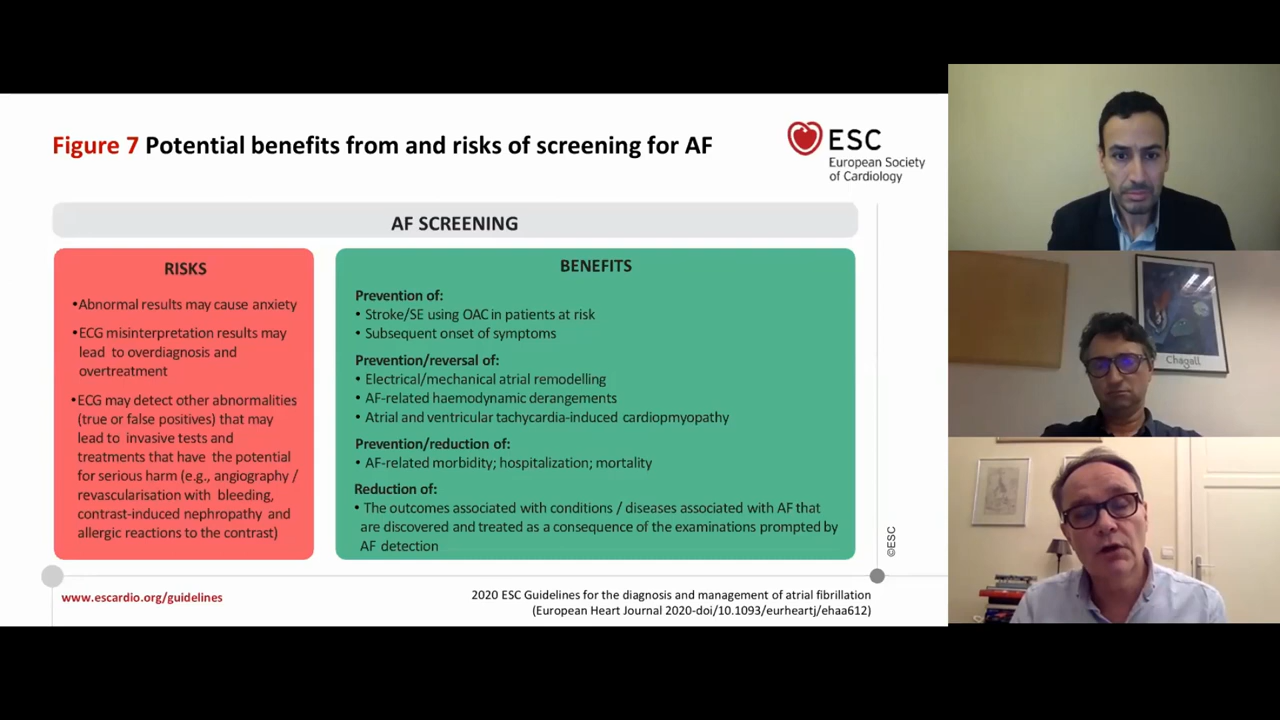 Figure 7 Potential benefits from and risks of screening for AF
ESC
European Society
of Cardiology
AF SCREENING
RISKS
•Abnormal results may cause anxiety
•ECG misinterpretation results may
lead to overdiagnosis and
overtreatment
•ECG may detect other abnormalities
(true or false positives) that may
lead to invasive tests and
treatments that have the potential
for serious harm (e.g., angiography /
revascularisation with bleeding,
contrast-induced nephropathy and
allergic reactions to the contrast)
BENEFITS
Prevention of:
• Stroke/SE using OAC in patients at risk
• Subsequent onset of symptoms
Prevention/reversal of:
• Electrical/mechanical atrial remodelling
• AF-related haemodynamic derangements
• Atrial and ventricular tachycardia-induced cardiopmyopathy
Prevention/reduction of:
• AF-related morbidity; hospitalization; mortality
Reduction of:
• The outcomes associated with conditions / diseases associated with AF that
are discovered and treated as a consequence of the examinations prompted by
AF detection
©ESC
www.escardio.org/guidelines
2020 ESC Guidelines for the diagnosis and management of atrial fibrillation
(European Heart Journal 2020-doi/10.1093/eurheartj/ehaa612)
Chagall